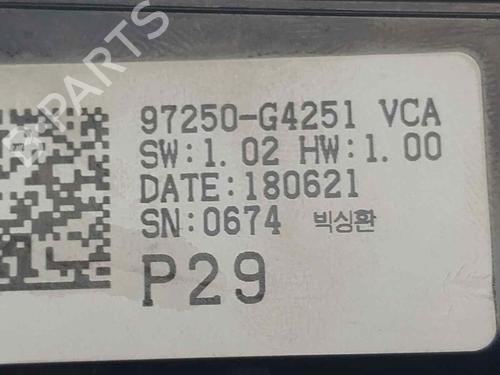 B-PARTS
97250-G4251 VCA
SW:1.02 HW:1.00
DATE:180621
SN:0674 빅싱환
P29